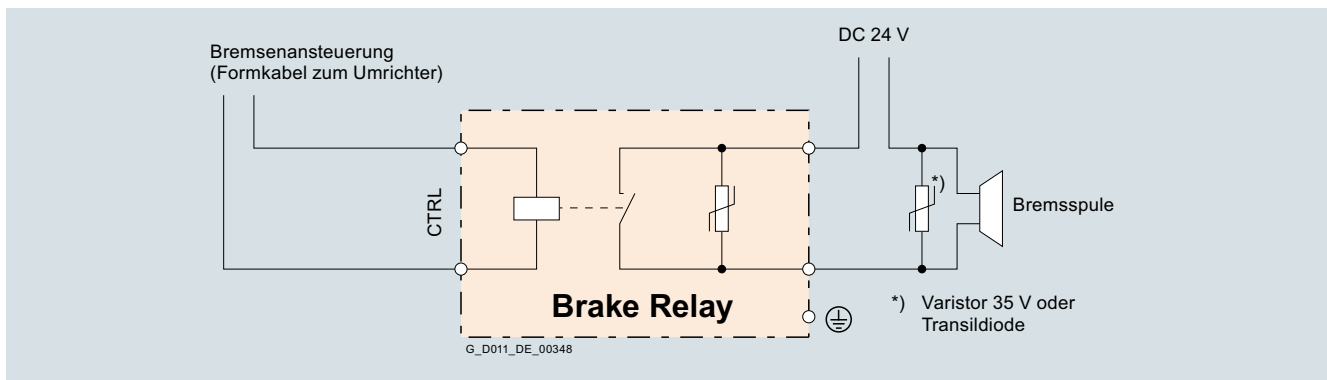 DC 24 V
Bremsenansteuerung
(Formkabel zum Umrichter)
CTRL
*)
Bremsspule
Brake Relay
*) Varistor 35 V oder
Transildiode
G_D011_DE_00348